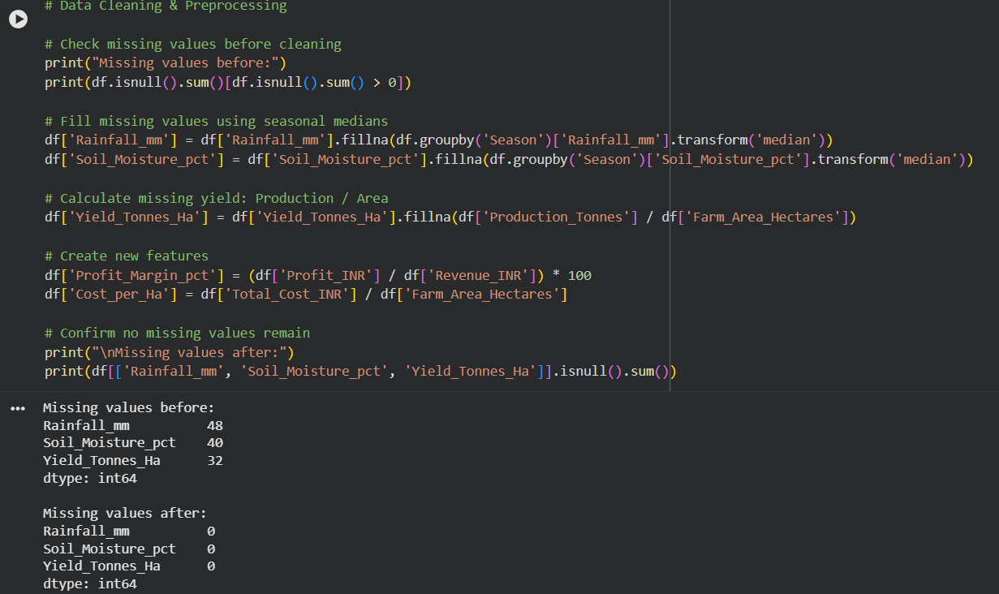 # Data Cleaning & Preprocessing
# Check missing values before cleaning
print("Missing values before:")
print(df.isnull().sum()[df.isnull().sum() > 0])
# Fill missing values using seasonal medians
df['Rainfall_mm'] = df['Rainfall_mm'].fillna(df.groupby('Season')['Rainfall_mm'].transform('median'))
df['Soil_Moisture_pct'] = df['Soil_Moisture_pct'].fillna(df.groupby('Season')['Soil_Moisture_pct'].transform('median'))
# Calculate missing yield: Production / Area
df['Yield_Tonnes_Ha'] = df['Yield_Tonnes_Ha'].fillna(df['Production_Tonnes'] / df['Farm_Area_Hectares'])
# Create new features
df['Profit_Margin_pct'] = (df['Profit_INR'] / df['Revenue_INR']) * 100
df['Cost_per_Ha'] = df['Total_Cost_INR'] / df['Farm_Area_Hectares']
# Confirm no missing values remain
print("\nMissing values after:")
print(df[['Rainfall_mm', 'Soil_Moisture_pct', 'Yield_Tonnes_Ha']].isnull().sum())
Missing values before:
Rainfall_mm          48
Soil_Moisture_pct    40
Yield_Tonnes_Ha      32
dtype: int64
Missing values after:
Rainfall_mm          0
Soil_Moisture_pct    0
Yield_Tonnes_Ha      0
dtype: int64